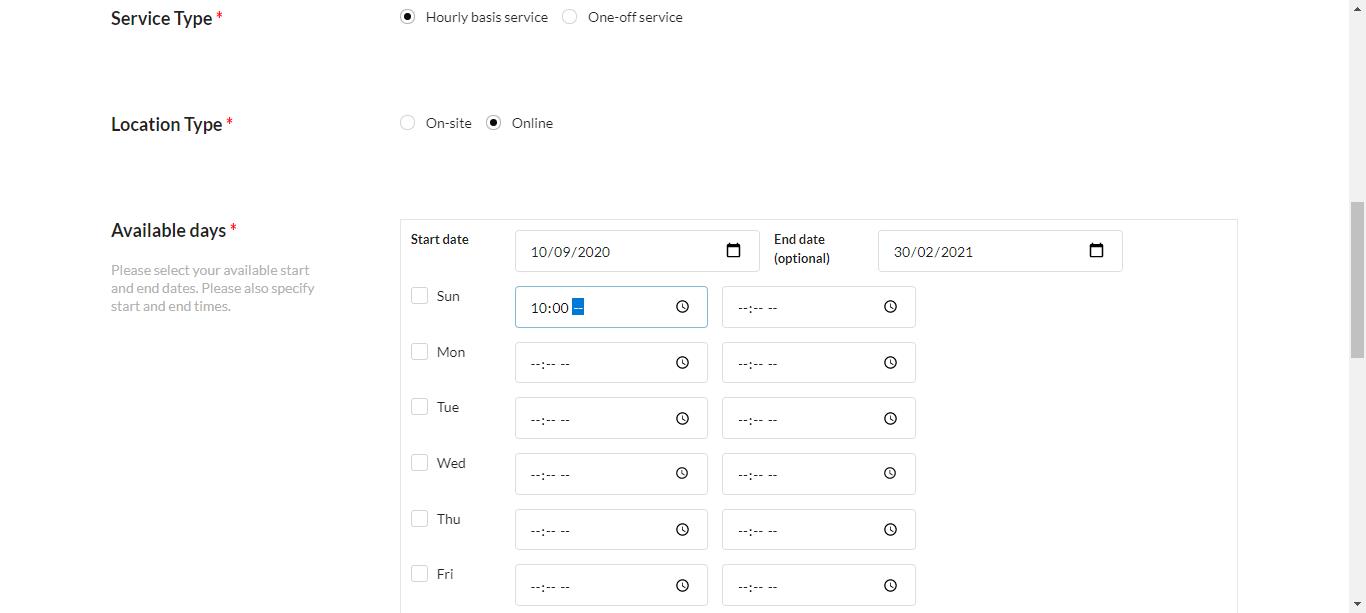 Service Type * Hourly basis service One-off service
Location Type * On-site Online
Available days *
Please select your available start
and end dates. Please also specify
start and end times.
Start date 10/09/2020 End date
(optional) 30/02/2021
Sun 10:00 -- --:-- --
Mon --:-- -- --:-- --
Tue --:-- -- --:-- --
Wed --:-- -- --:-- --
Thu --:-- -- --:-- --
Fri --:-- -- --:-- --